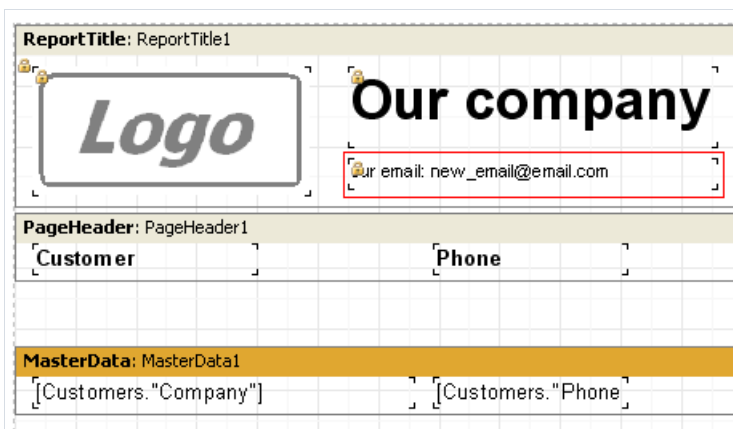 ReportTitle: ReportTitle1
Logo
Our company
our email: new_email@email.com
PageHeader: PageHeader1
Customer Phone
MasterData: MasterData1
[Customers."Company"] [Customers."Phone